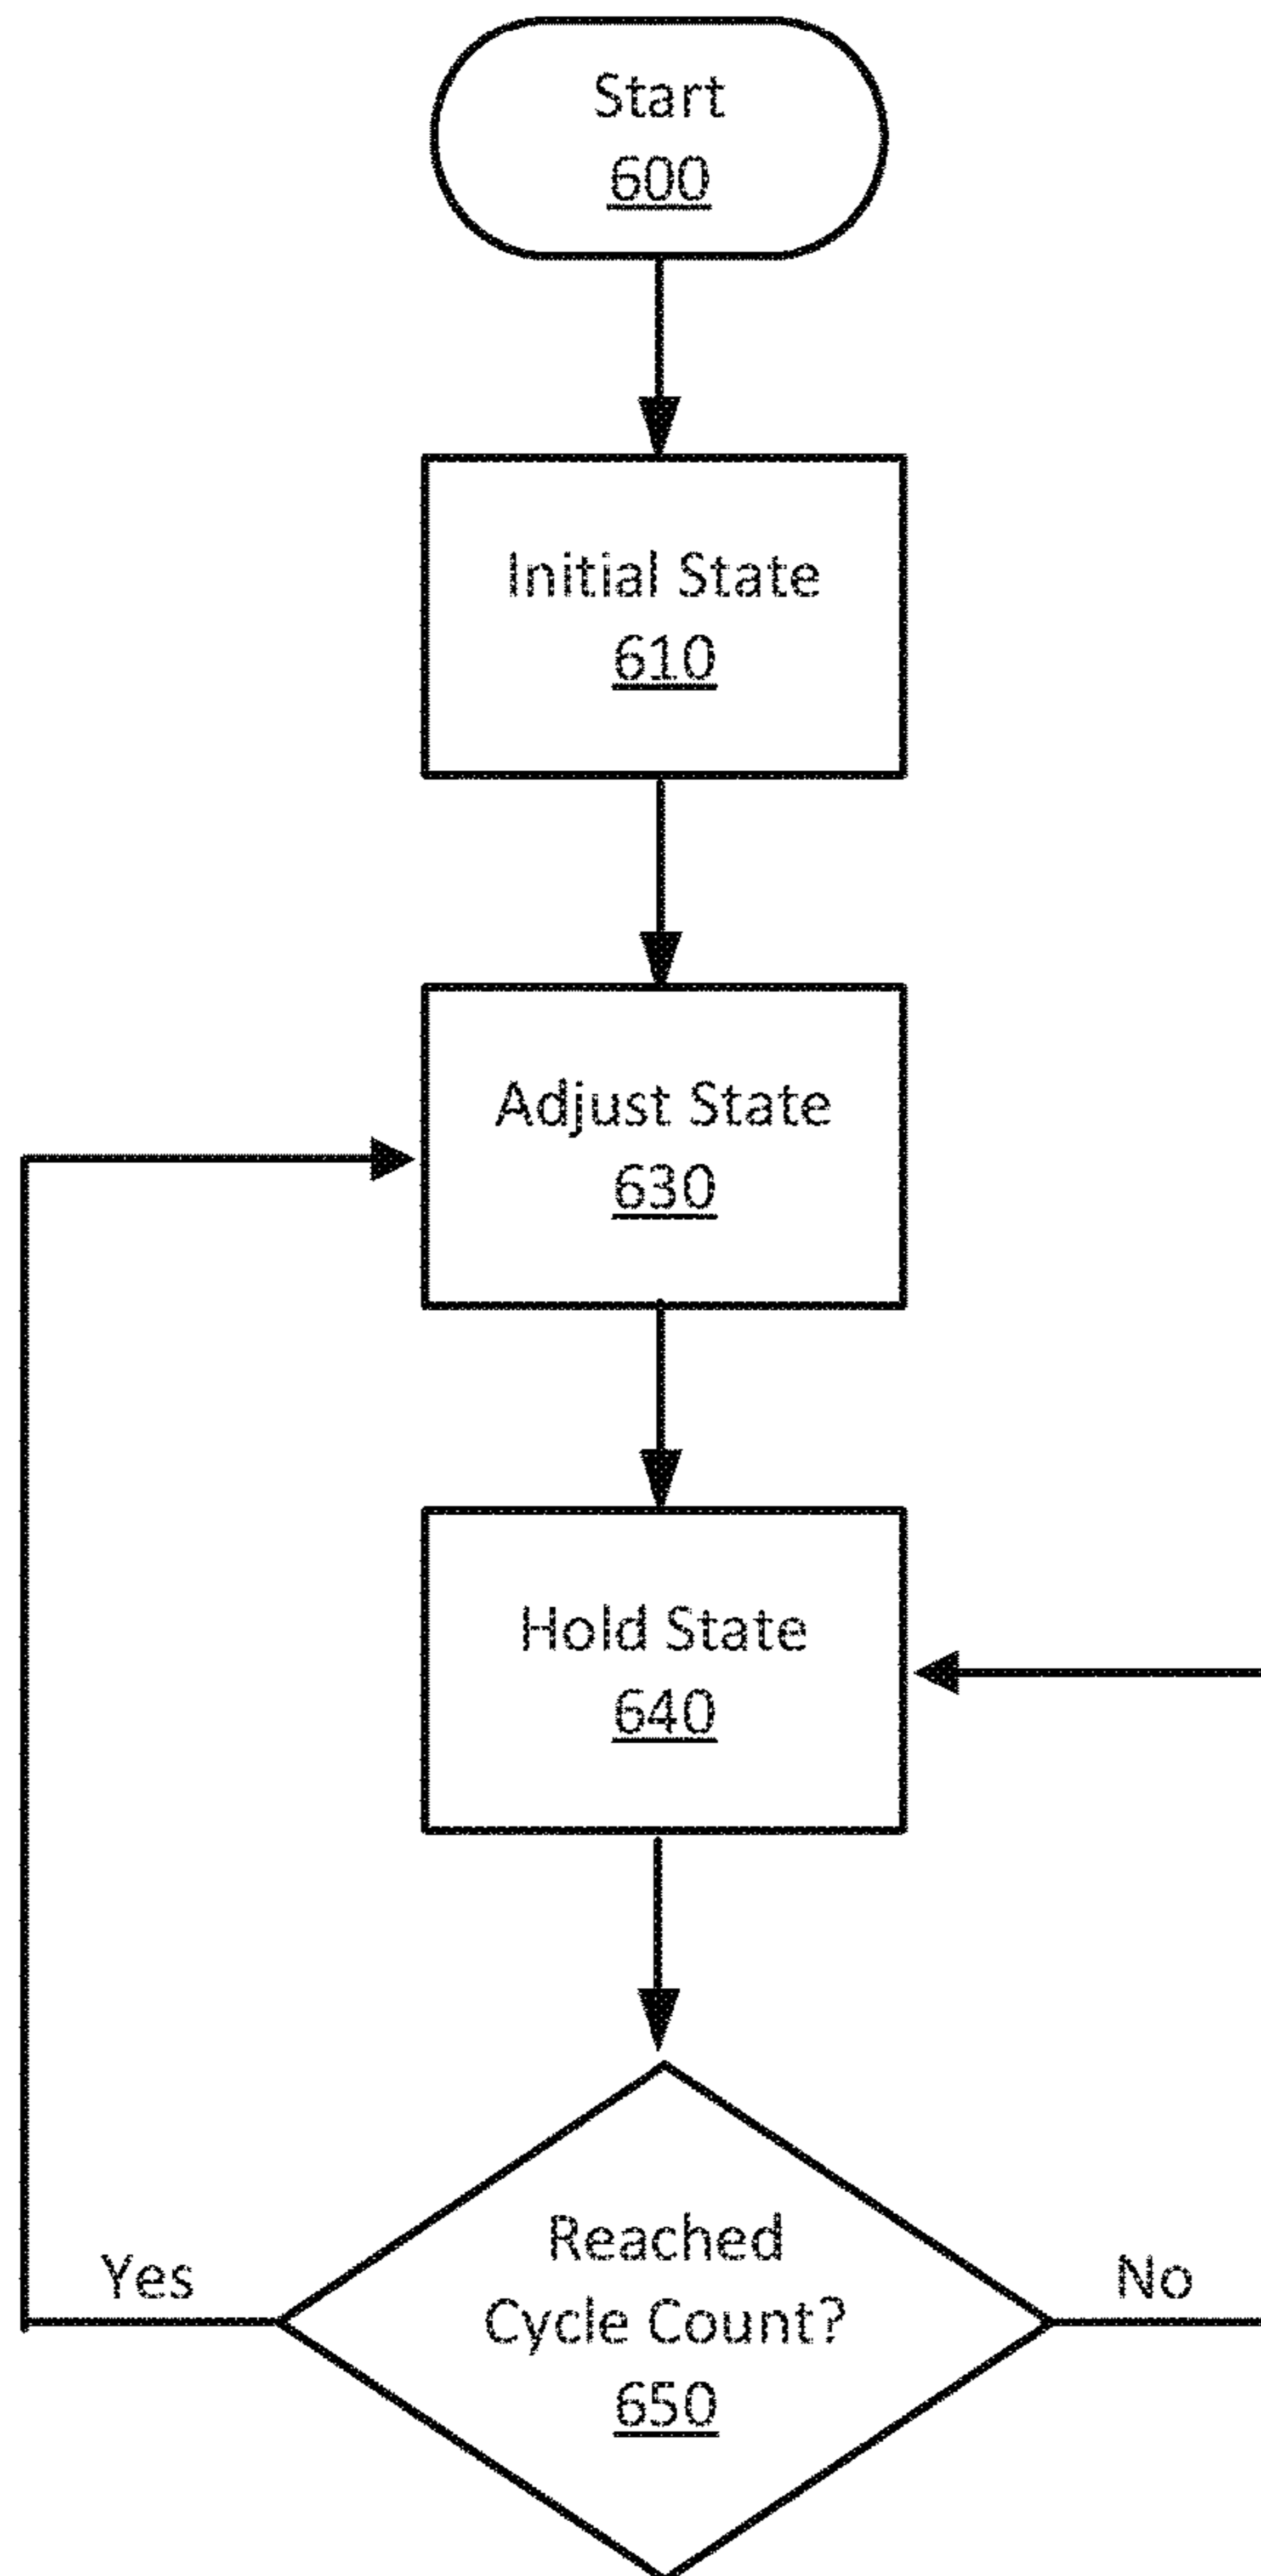 Start
600
Initial State
610
Adjust State
630
Hold State
640
Reached
Cycle Count?
650
Yes
No